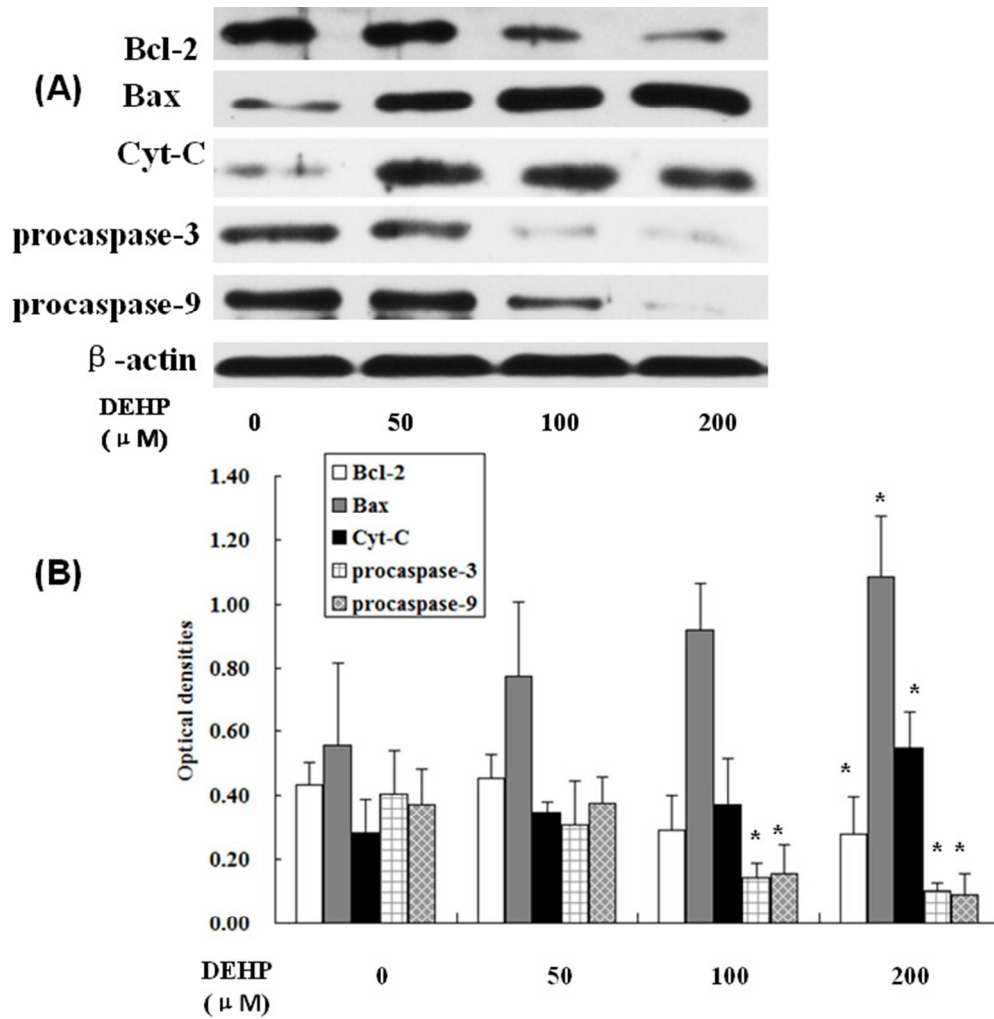 Bcl-2
(A)
Bax
Cyt-C
procaspase-3
procaspase-9
β-actin
DEHP 0 50 100 200
(μM)
(B)
Bcl-2
Bax
Cyt-C
procaspase-3
procaspase-9
Optical densities
1.40
1.20
1.00
0.80
0.60
0.40
0.20
0.00
*
*
*
* *
* *
DEHP 0 50 100 200
(μM)